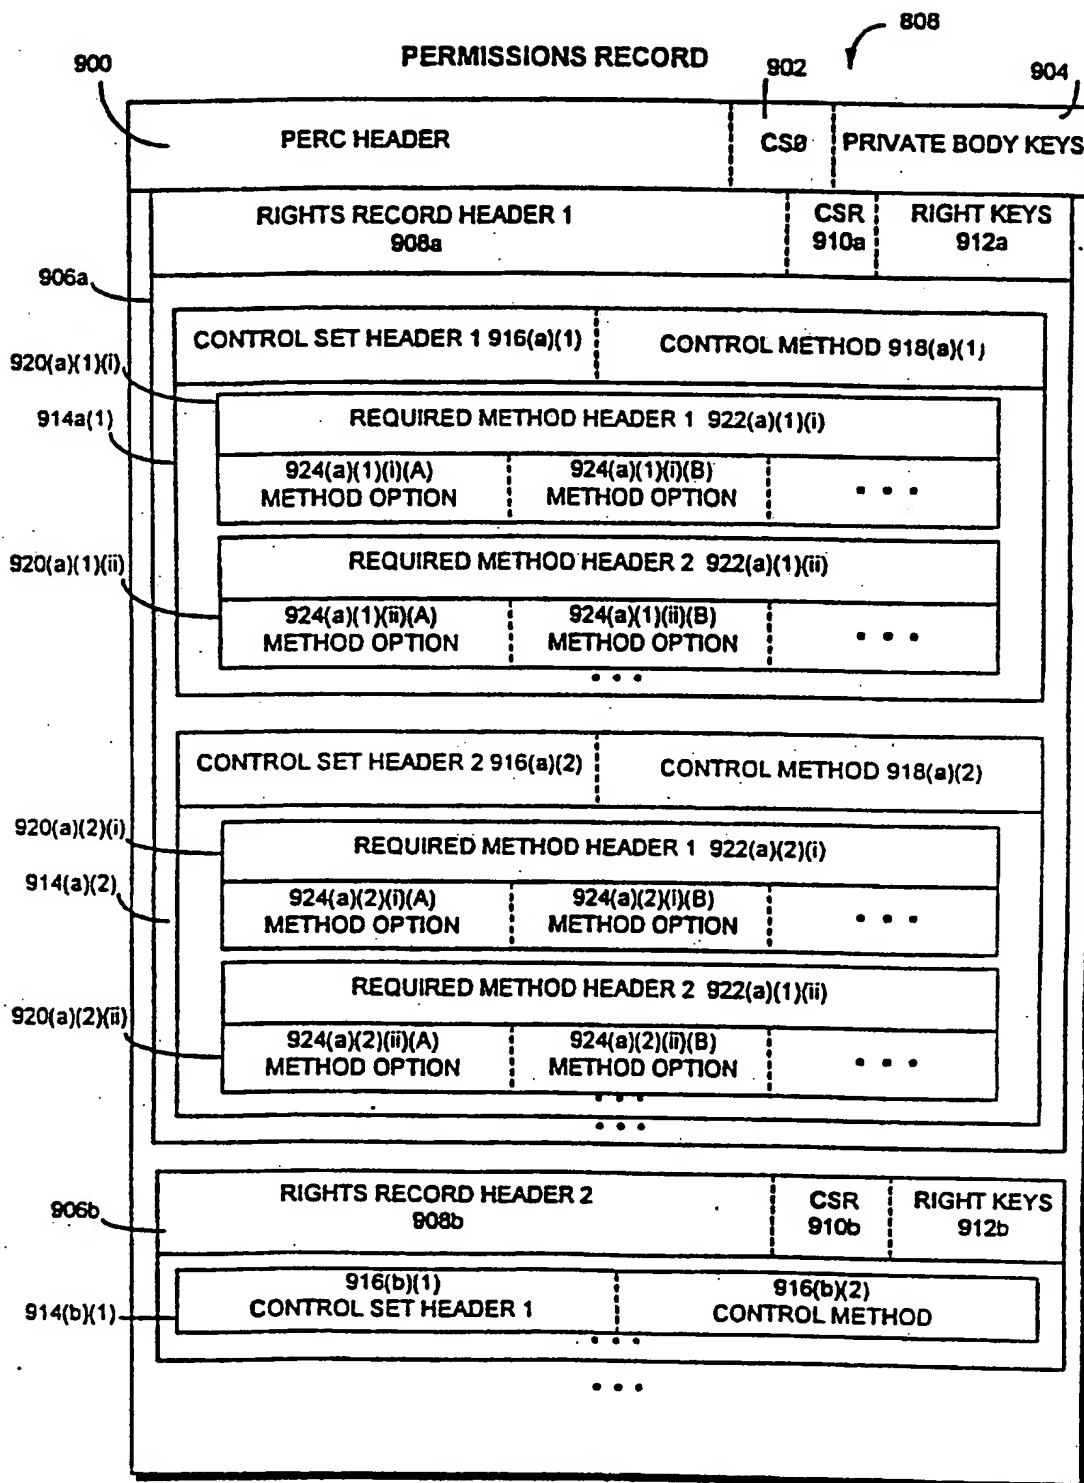 808
PERMISSIONS RECORD
900
902
904
PERC HEADER
CS0
PRIVATE BODY KEYS
RIGHTS RECORD HEADER 1
908a
CSR
910a
RIGHT KEYS
912a
906a
CONTROL SET HEADER 1 916(a)(1)
CONTROL METHOD 918(a)(1)
920(a)(1)(i)
914a(1)
REQUIRED METHOD HEADER 1 922(a)(1)(i)
924(a)(1)(i)(A)
METHOD OPTION
924(a)(1)(i)(B)
METHOD OPTION
• • •
920(a)(1)(ii)
REQUIRED METHOD HEADER 2 922(a)(1)(ii)
924(a)(1)(ii)(A)
METHOD OPTION
924(a)(1)(ii)(B)
METHOD OPTION
• • •
• • •
CONTROL SET HEADER 2 916(a)(2)
CONTROL METHOD 918(a)(2)
920(a)(2)(i)
914(a)(2)
REQUIRED METHOD HEADER 1 922(a)(2)(i)
924(a)(2)(i)(A)
METHOD OPTION
924(a)(2)(i)(B)
METHOD OPTION
• • •
920(a)(2)(ii)
REQUIRED METHOD HEADER 2 922(a)(1)(ii)
924(a)(2)(ii)(A)
METHOD OPTION
924(a)(2)(ii)(B)
METHOD OPTION
• • •
• • •
• • •
906b
RIGHTS RECORD HEADER 2
908b
CSR
910b
RIGHT KEYS
912b
914(b)(1)
916(b)(1)
CONTROL SET HEADER 1
916(b)(2)
CONTROL METHOD
• • •
• • •